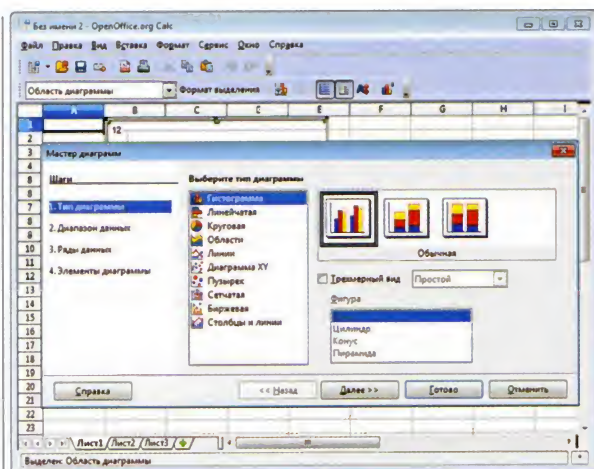 Без имени 2 - OpenOffice.org Calc
Файл Правка Вид Вставка Формат Сервис Окно Справка
Область диаграммы Формат выделения
A B C E F G H I
1 12
2
3
4
Мастер диаграмм
Шаги
1. Тип диаграммы
2. Диапазон данных
3. Ряды данных
4. Элементы диаграммы
Выберите тип диаграммы
Гистограмма
Линейчатая
Круговая
Области
Линии
Диаграмма XY
Пузырек
Сетчатая
Биржевая
Столбцы и линии
Обычная
Трехмерный вид Простой
Фигура
Цилиндр
Конус
Пирамида
7
9
10
11
12
13
14
15
16
17
18
19
20
21
22
23
Справка << Назад Далее >> Готово Отменить
Лист1 Лист2 Лист3
Выделен: Область диаграммы